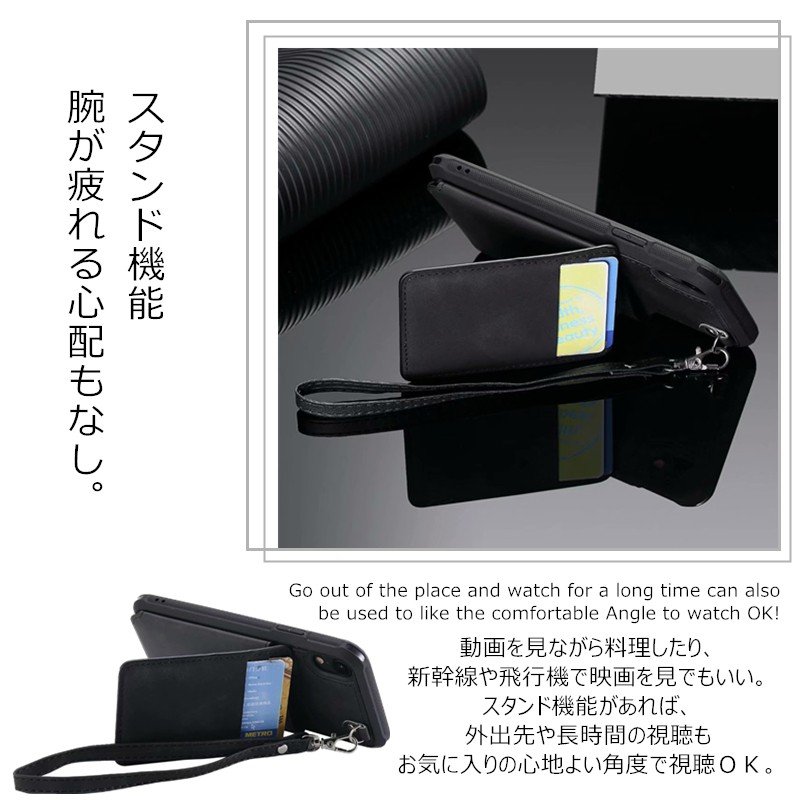 スタンド機能
腕が疲れる心配もなし。
Go out of the place and watch for a long time can also
be used to like the comfortable Angle to watch OK!
動画を見ながら料理したり、
新幹線や飛行機で映画を見でもいい。
スタンド機能があれば、
外出先や長時間の視聴も
お気に入りの心地よい角度で視聴ＯＫ。
METRO